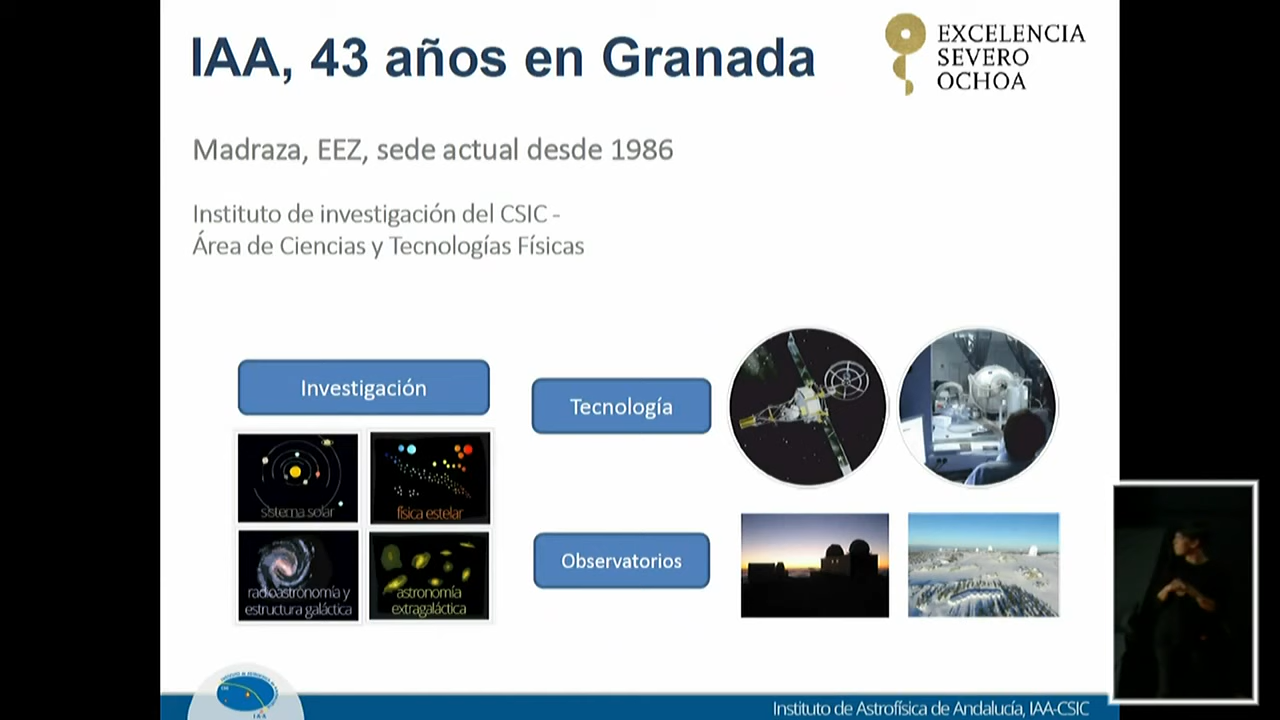 IAA, 43 años en Granada
EXCELENCIA
SEVERO
OCHOA
Madraza, EEZ, sede actual desde 1986
Instituto de investigación del CSIC -
Área de Ciencias y Tecnologías Físicas
Investigación
Tecnología
sistema solar
física estelar
radioastronomía y
estructura galáctica
astronomía
extragaláctica
Observatorios
IAA
Instituto de Astrofísica de Andalucía, IAA-CSIC